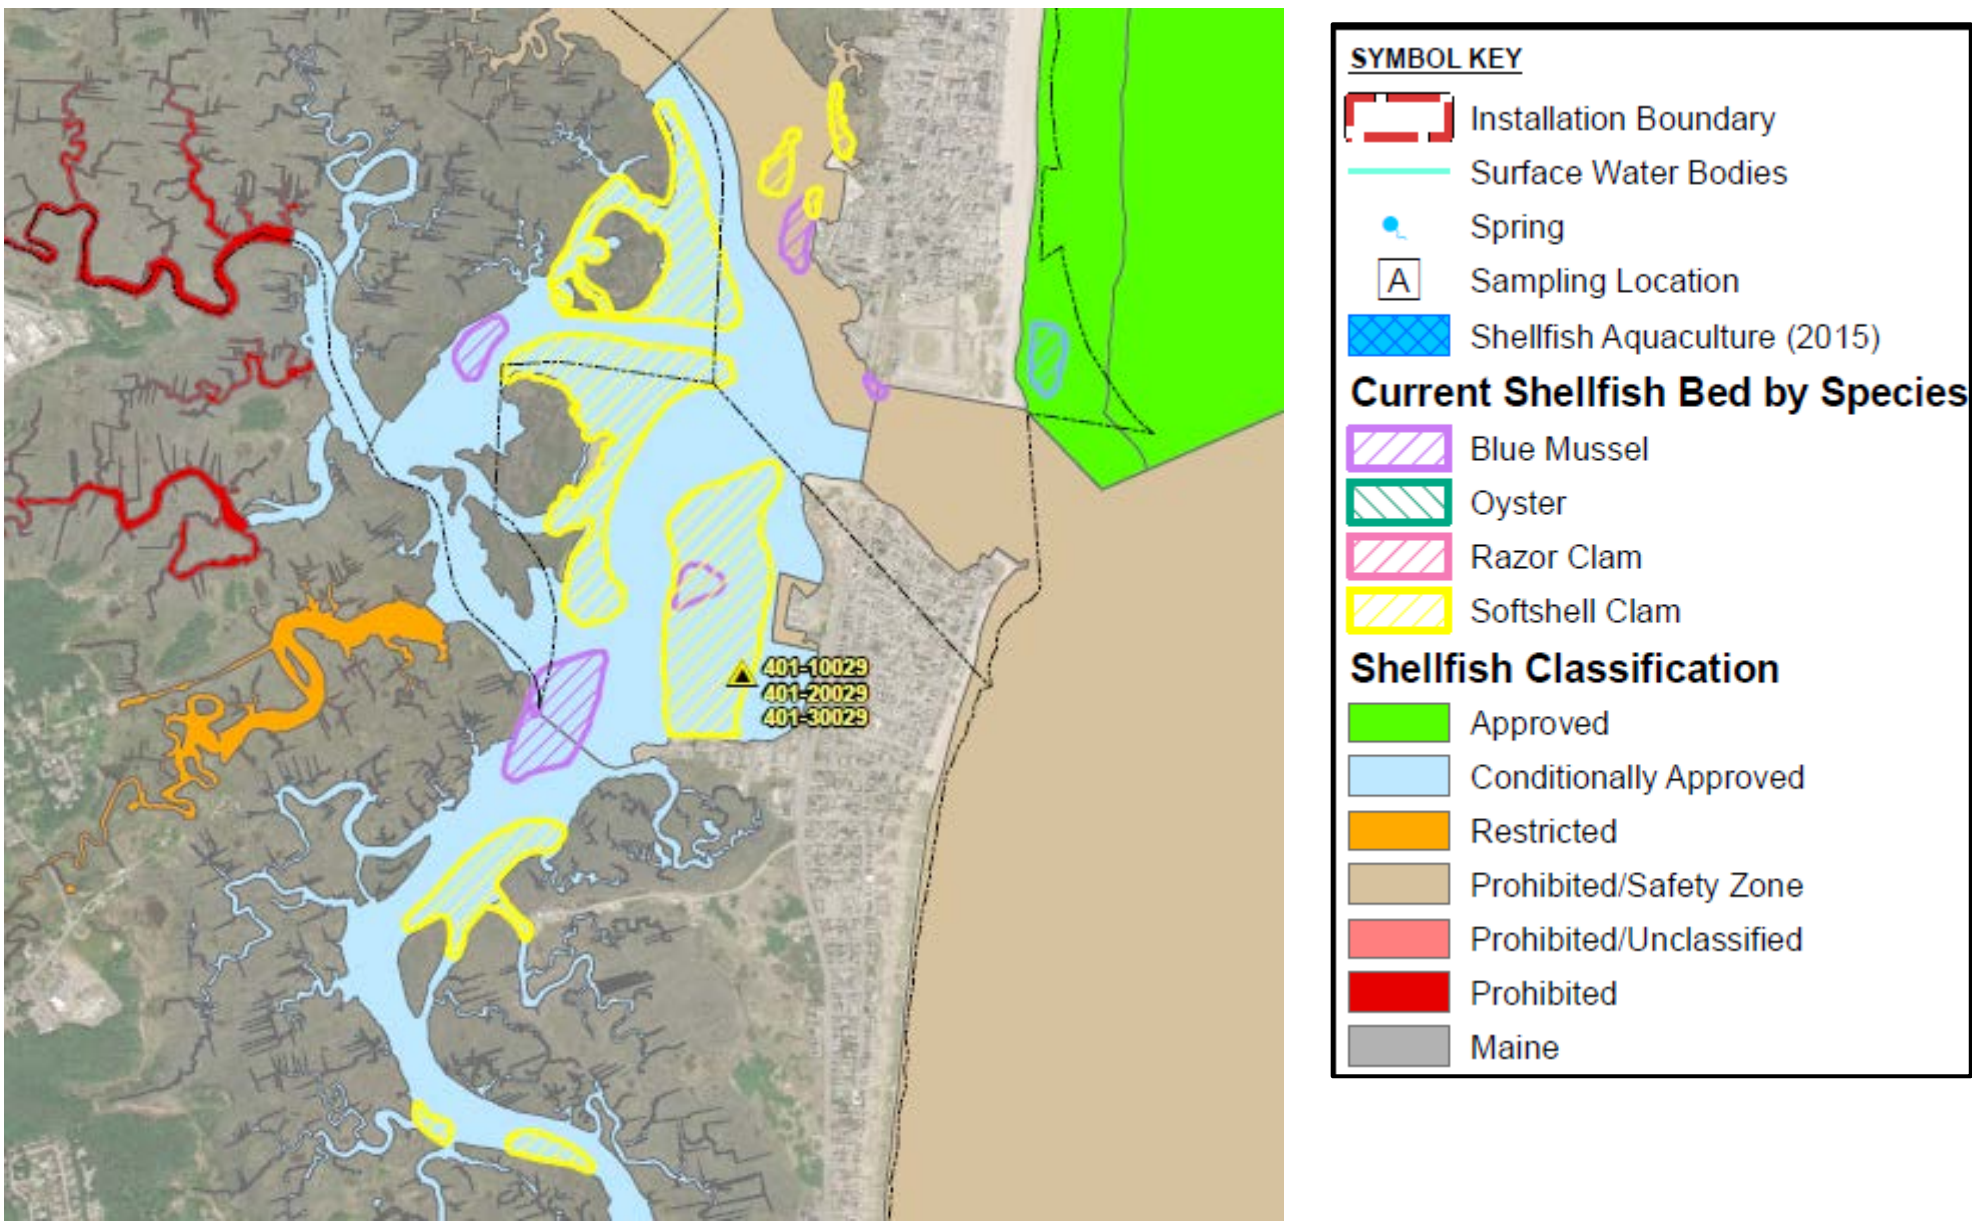 401-10029
401-20029
401-30029
SYMBOL KEY
Installation Boundary
Surface Water Bodies
Spring
A Sampling Location
Shellfish Aquaculture (2015)
Current Shellfish Bed by Species
Blue Mussel
Oyster
Razor Clam
Softshell Clam
Shellfish Classification
Approved
Conditionally Approved
Restricted
Prohibited/Safety Zone
Prohibited/Unclassified
Prohibited
Maine